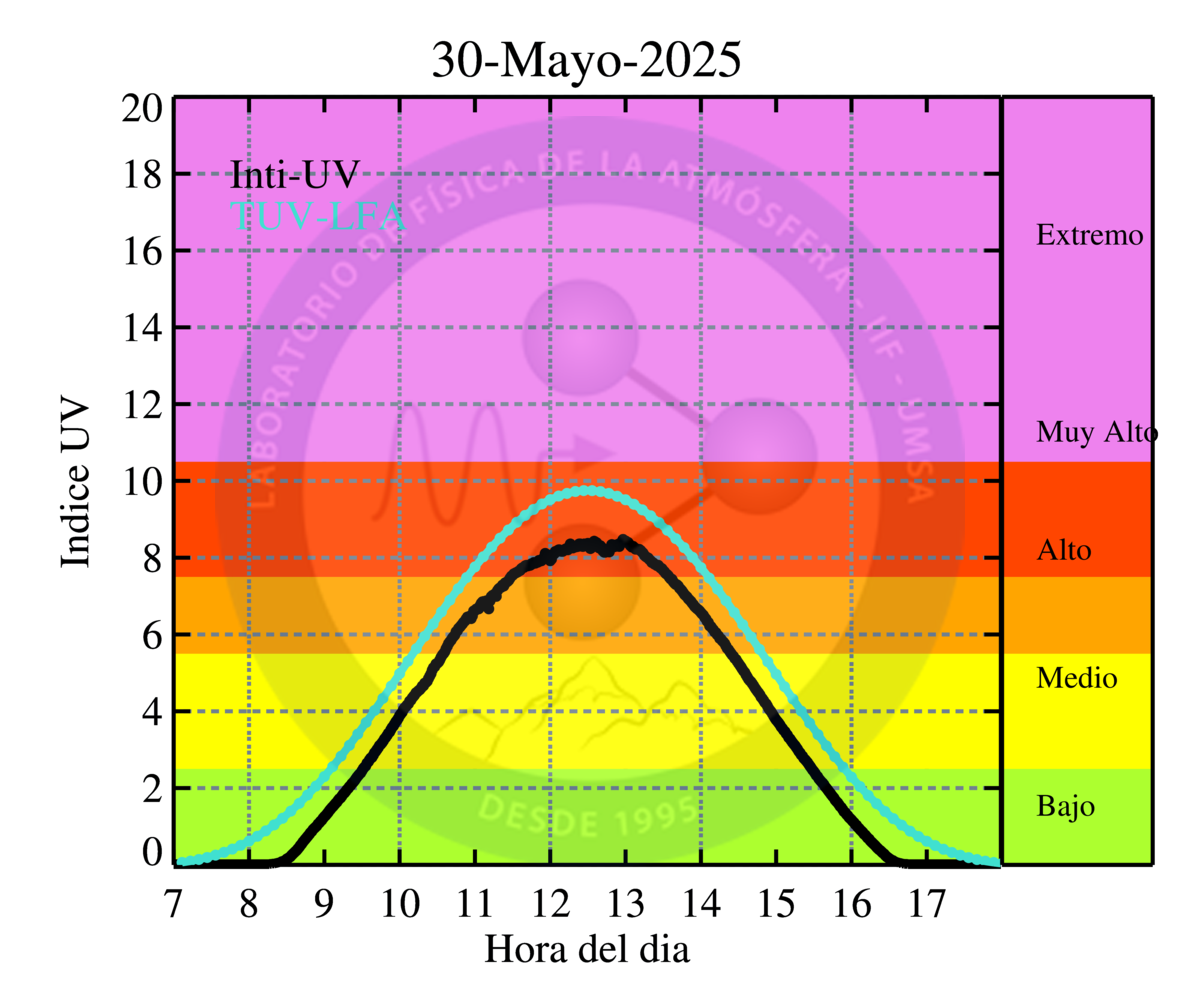 30-Mayo-2025
20
18
16
14
12
10
8
6
4
2
0
Indice UV
Inti-UV
TUV-LFA
LABORATORIO DE FÍSICA DE LA ATMÓSFERA - IIF - UMSA
DESDE 1995
Extremo
Muy Alto
Alto
Medio
Bajo
7 8 9 10 11 12 13 14 15 16 17
Hora del dia